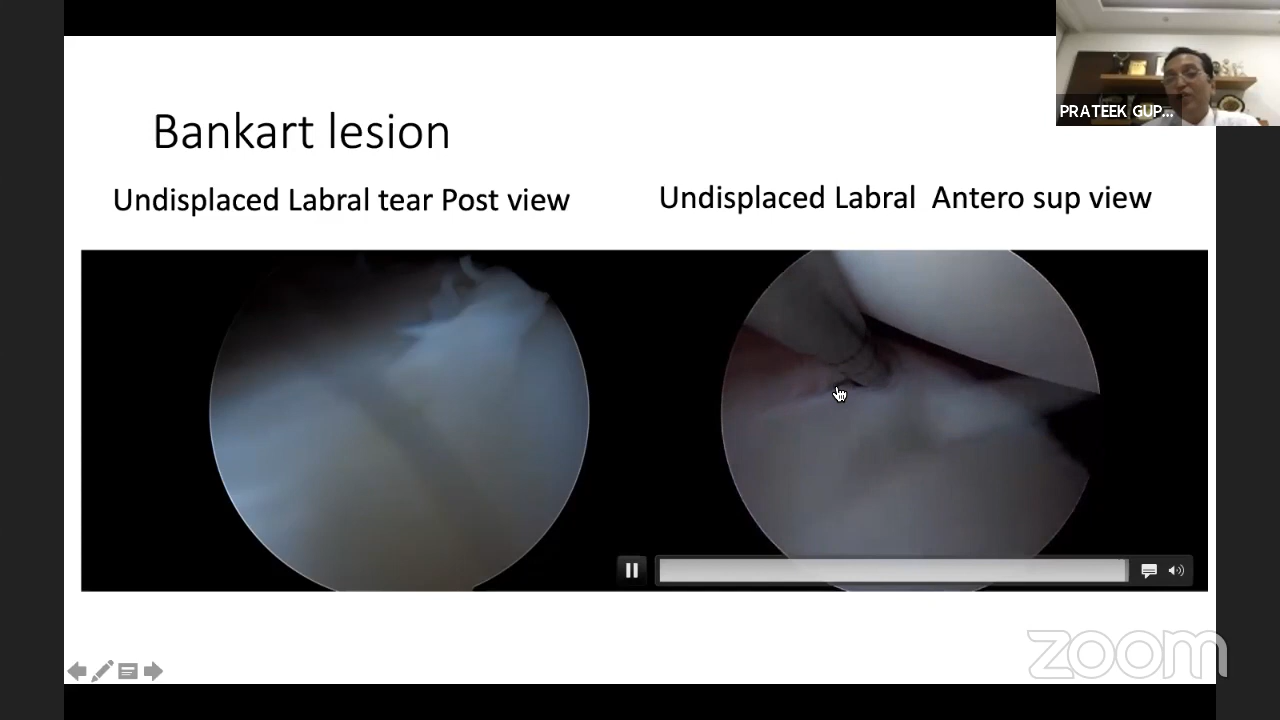 PRATEEK GUP...
Bankart lesion
Undisplaced Labral tear Post view
Undisplaced Labral Antero sup view
zoom